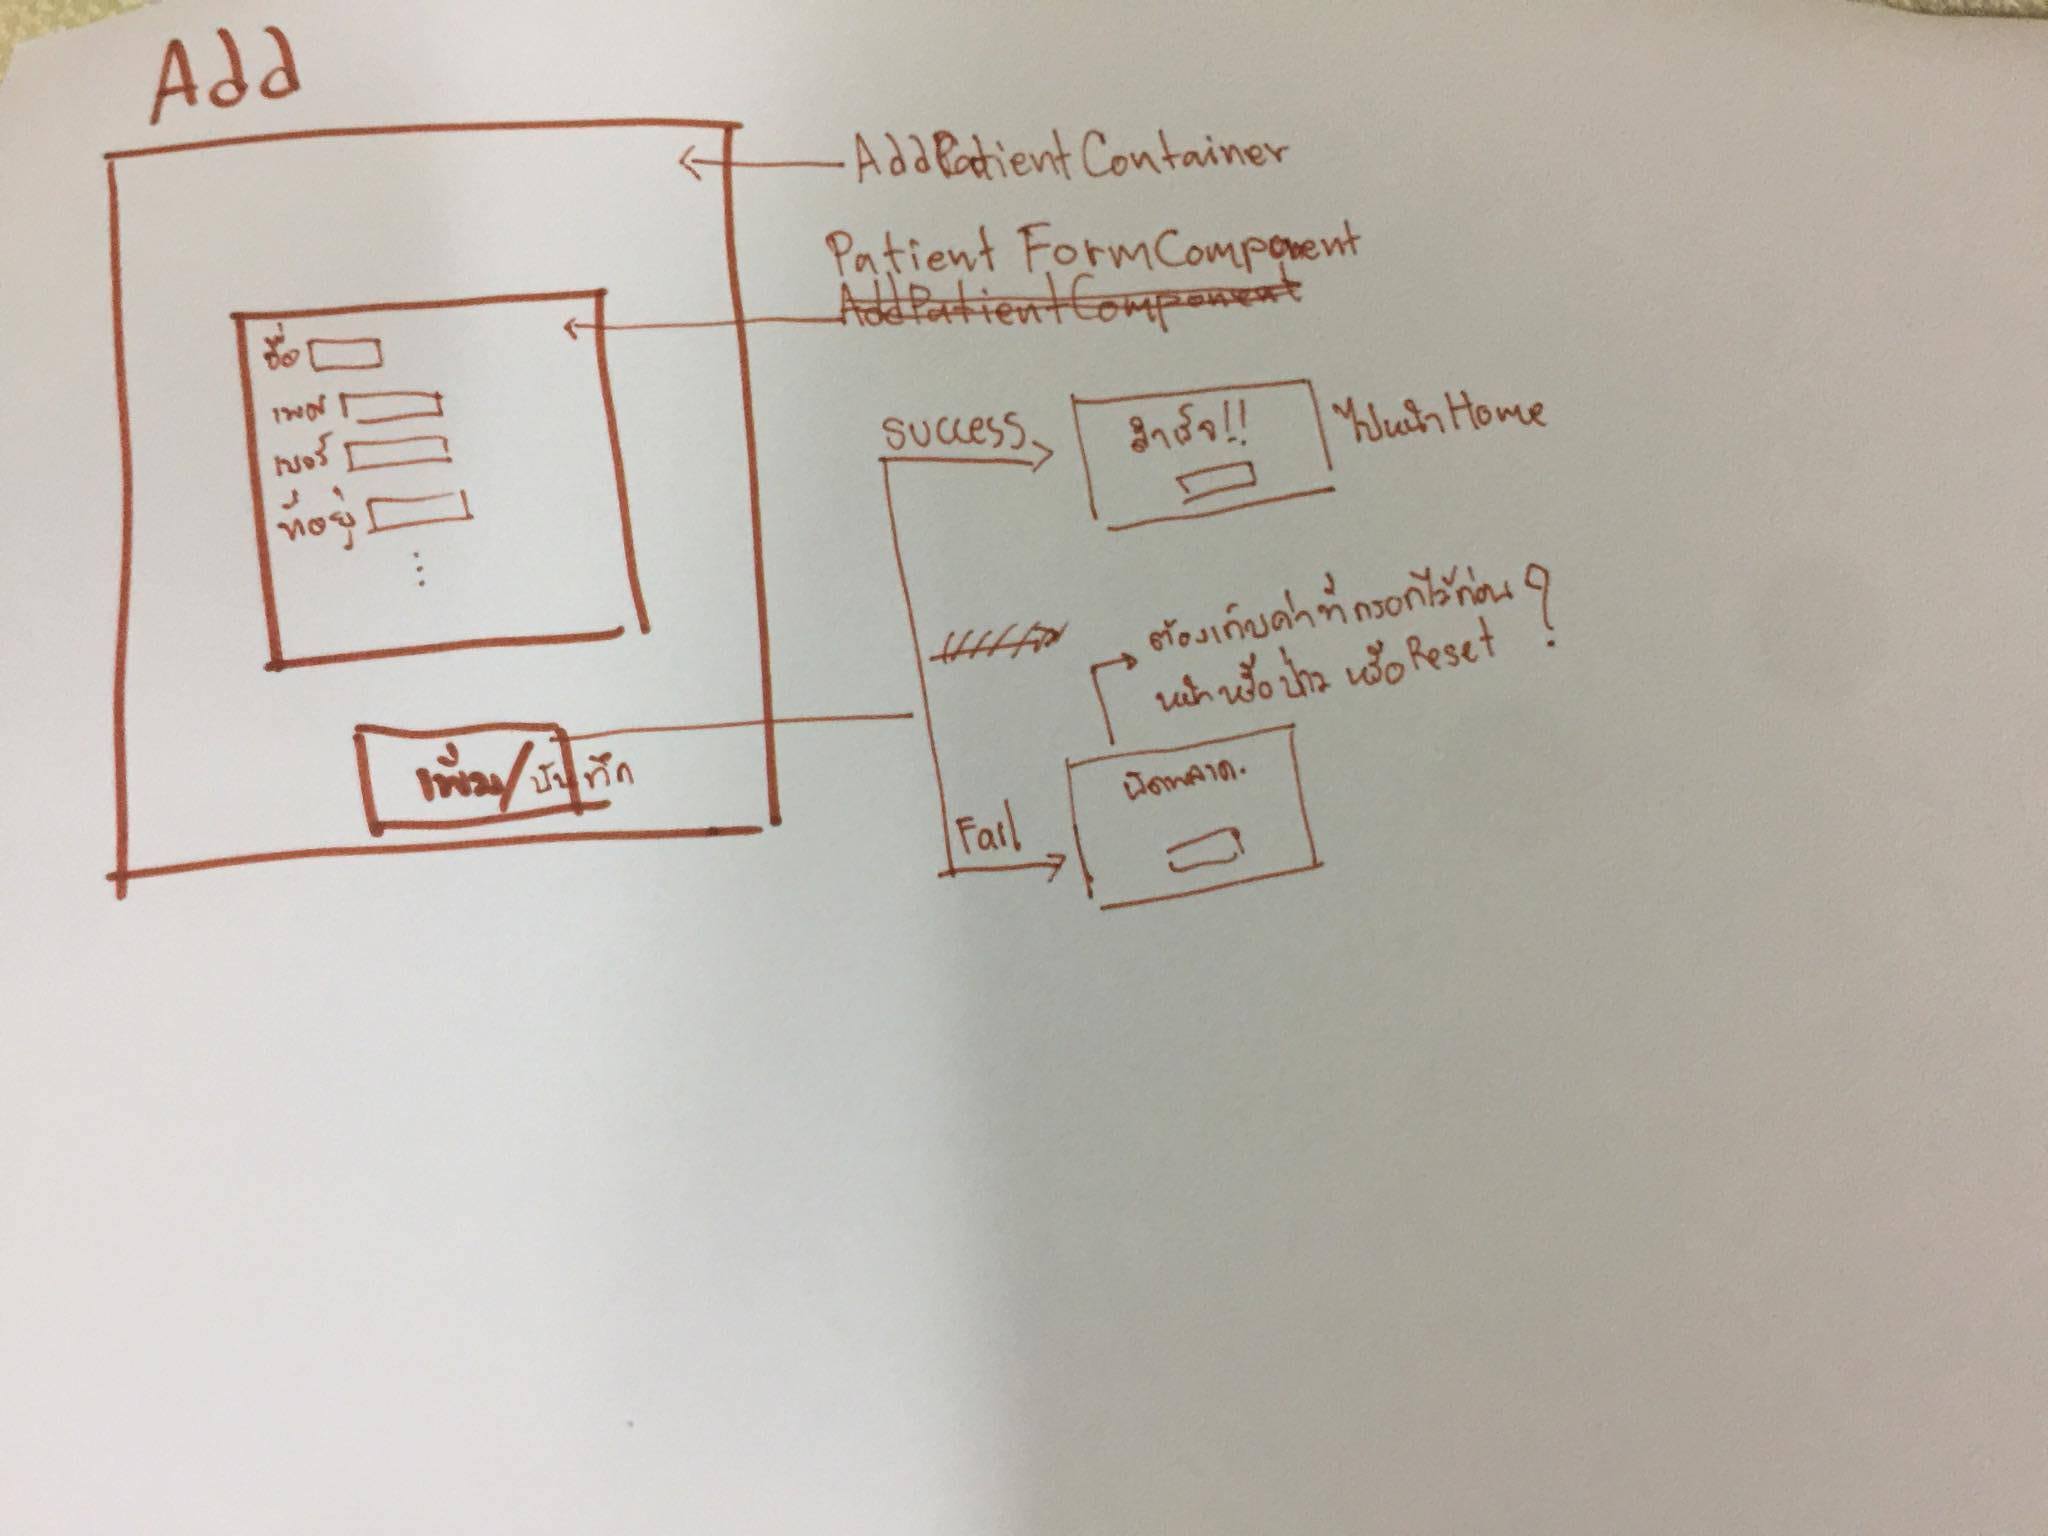 Add
AddPatientContainer
Patient FormComponent
AddPatientComponent
ชื่อ
เพศ
เบอร์
ที่อยู่
เพิ่ม/บันทึก
success
สำเร็จ!!
ไปหน้าHome
ต้องเก็บค่าที่กรอกไว้ก่อน
หน้าหรือป่าว หรือReset ?
Fail
ผิดพลาด.